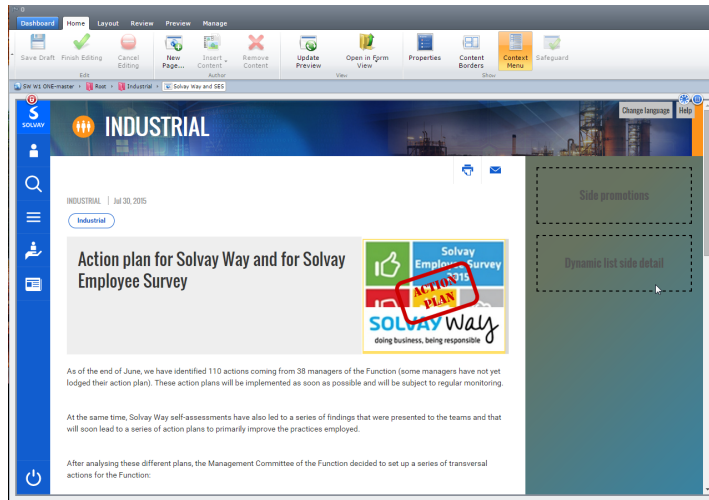 Dashboard Home Layout Review Preview Manage
Save Draft Finish Editing Cancel Editing New Page... Insert Content Remove Content Update Preview Open in Form View Properties Content Borders Context Menu Safeguard
Edit Author View Show
SW W1 ONE-master Root Industrial Solvay Way and SES
SOLVAY
INDUSTRIAL
Change language Help
INDUSTRIAL | Jul 30, 2015
Industrial
Side promotions
Dynamic list side detail
Action plan for Solvay Way and for Solvay
Employee Survey
Solvay
Employee Survey
2015
ACTION
PLAN
SOLVAY Way
doing business, being responsible
As of the end of June, we have identified 110 actions coming from 38 managers of the Function (some managers have not yet
lodged their action plan). These action plans will be implemented as soon as possible and will be subject to regular monitoring.
At the same time, Solvay Way self-assessments have also led to a series of findings that were presented to the teams and that
will soon lead to a series of action plans to primarily improve the practices employed.
After analysing these different plans, the Management Committee of the Function decided to set up a series of transversal
actions for the Function: